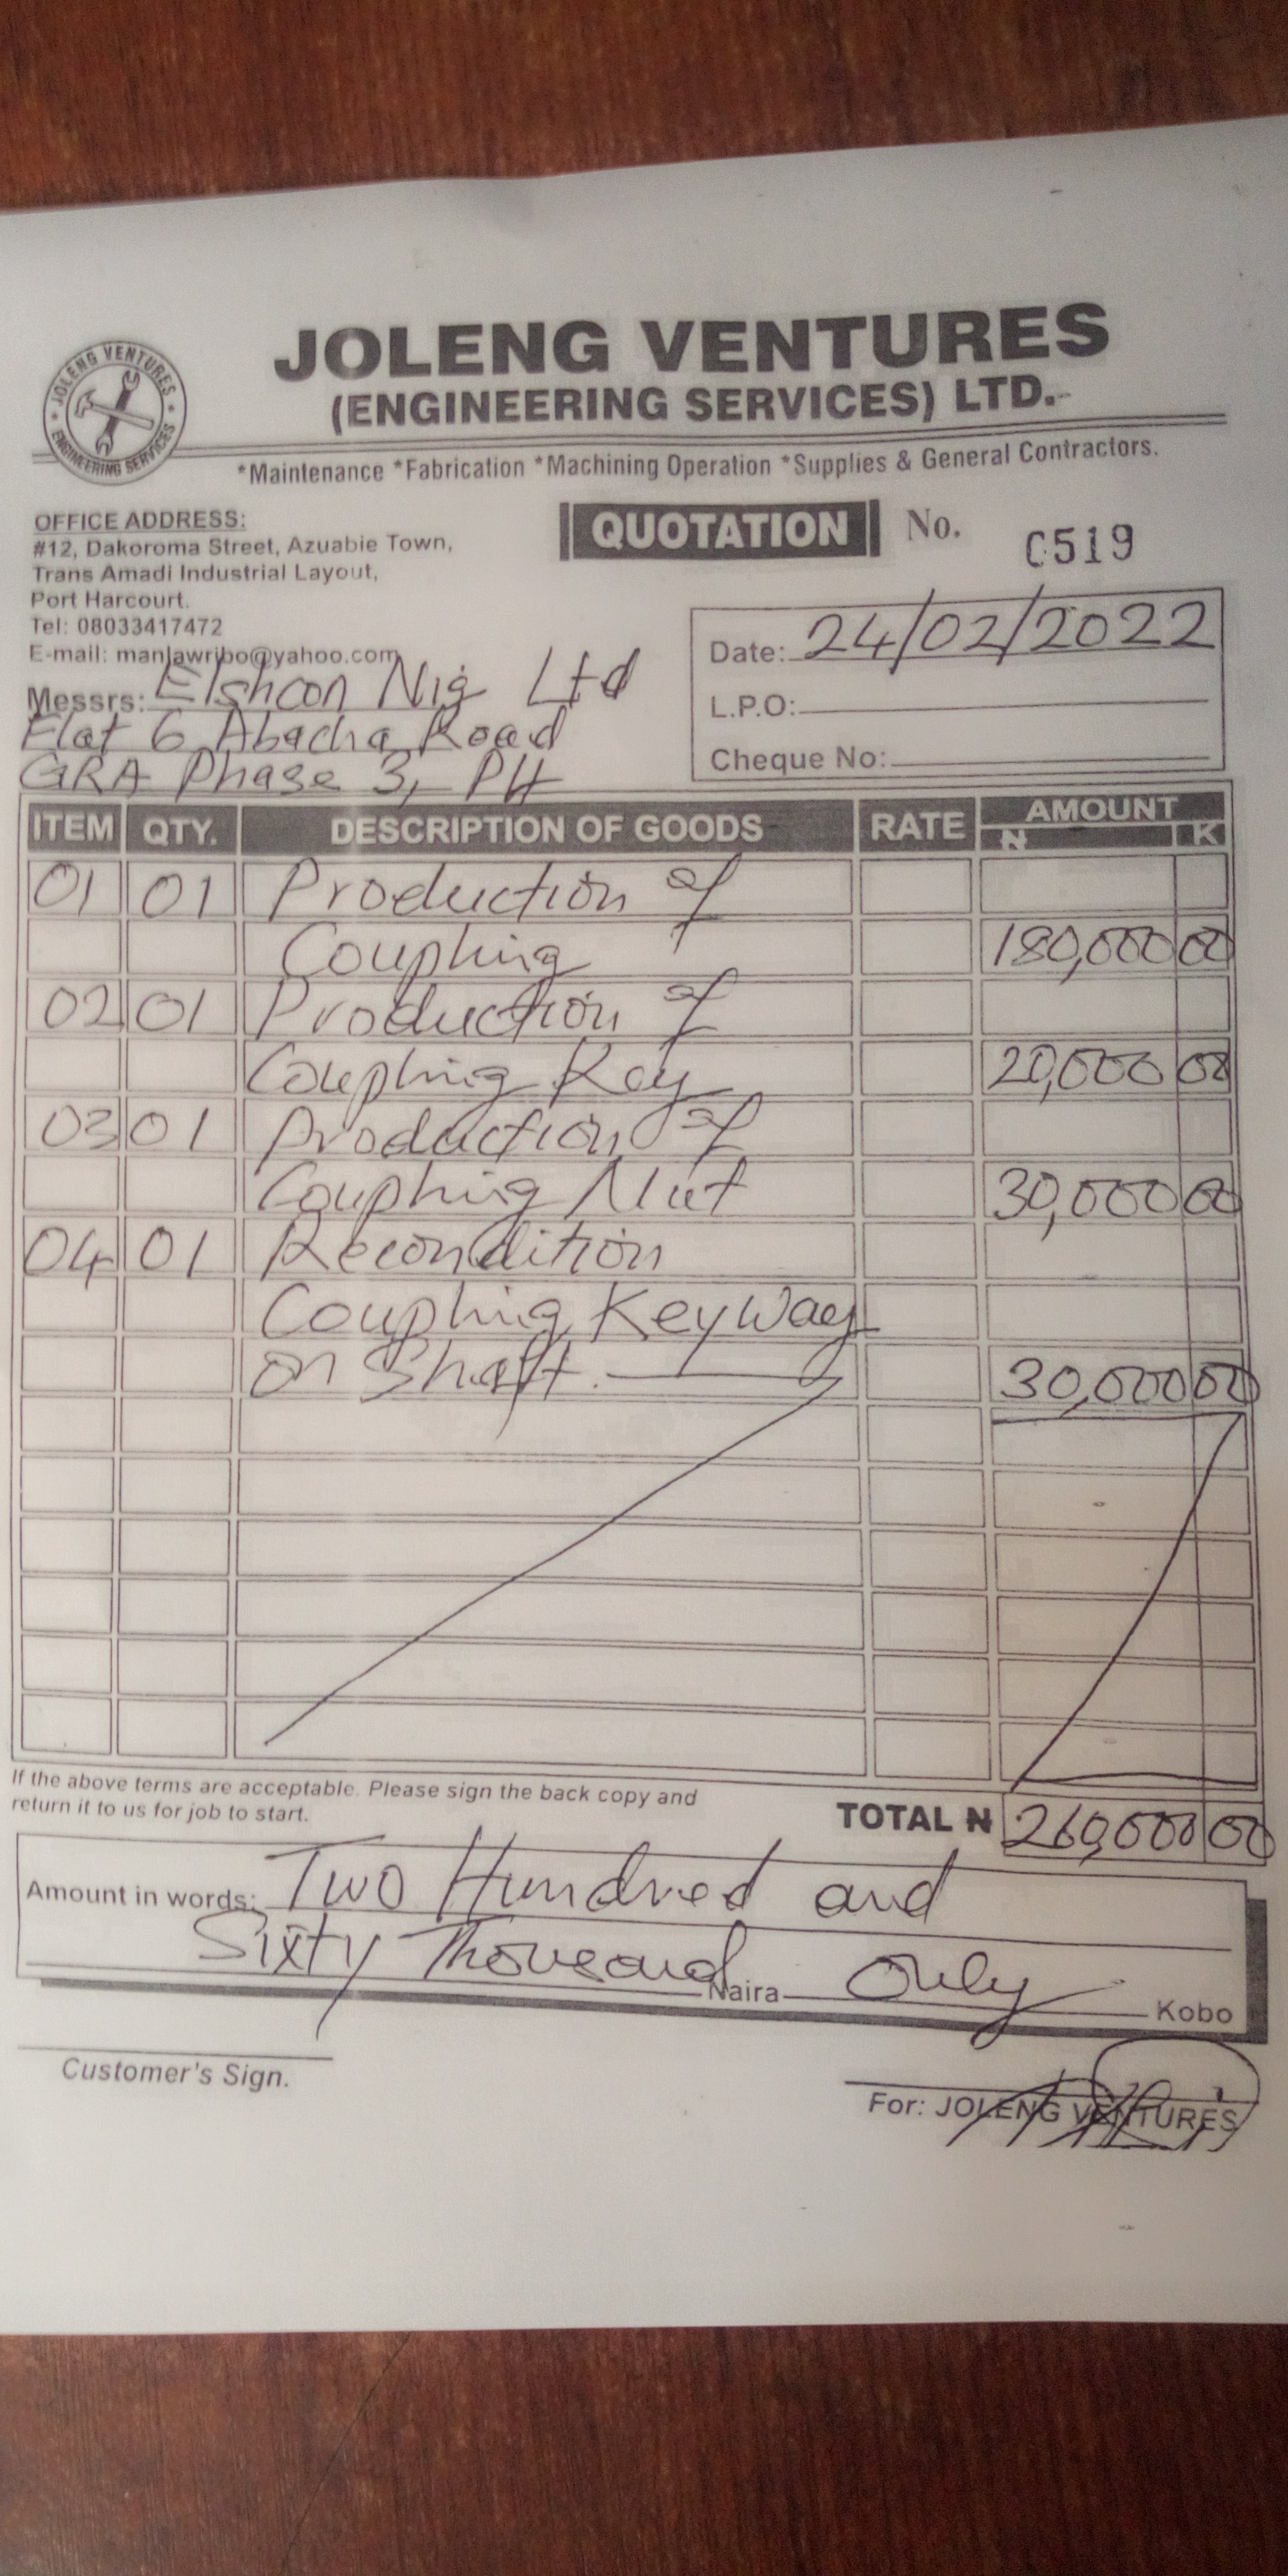 JOLENG VENTURES
(ENGINEERING SERVICES) LTD.
JOLENG VENTURES
ENGINEERING SERVICES
*Maintenance *Fabrication *Machining Operation *Supplies & General Contractors.
OFFICE ADDRESS:
#12, Dakoroma Street, Azuabie Town,
Trans Amadi Industrial Layout,
Port Harcourt.
Tel: 08033417472
E-mail: manlawribo@yahoo.com
QUOTATION No. 0519
Date: 24/02/2022
L.P.O:
Cheque No:
Messrs: Elshcon Nig Ltd
Flat 6 Abacha Road
GRA Phase 3, PH
ITEM QTY. DESCRIPTION OF GOODS RATE AMOUNT
₦ K
01 01 Production of
Coupling 180,000 00
02 01 Production of
Coupling Key 20,000 00
03 01 Production of
Coupling Nut 30,000 00
04 01 Recondition
Coupling Keyway
on Shaft. 30,000 00
If the above terms are acceptable. Please sign the back copy and
return it to us for job to start.
TOTAL ₦ 260,000 00
Amount in words: Two Hundred and
Sixty Thousand Naira Only Kobo
Customer's Sign.
For: JOLENG VENTURES